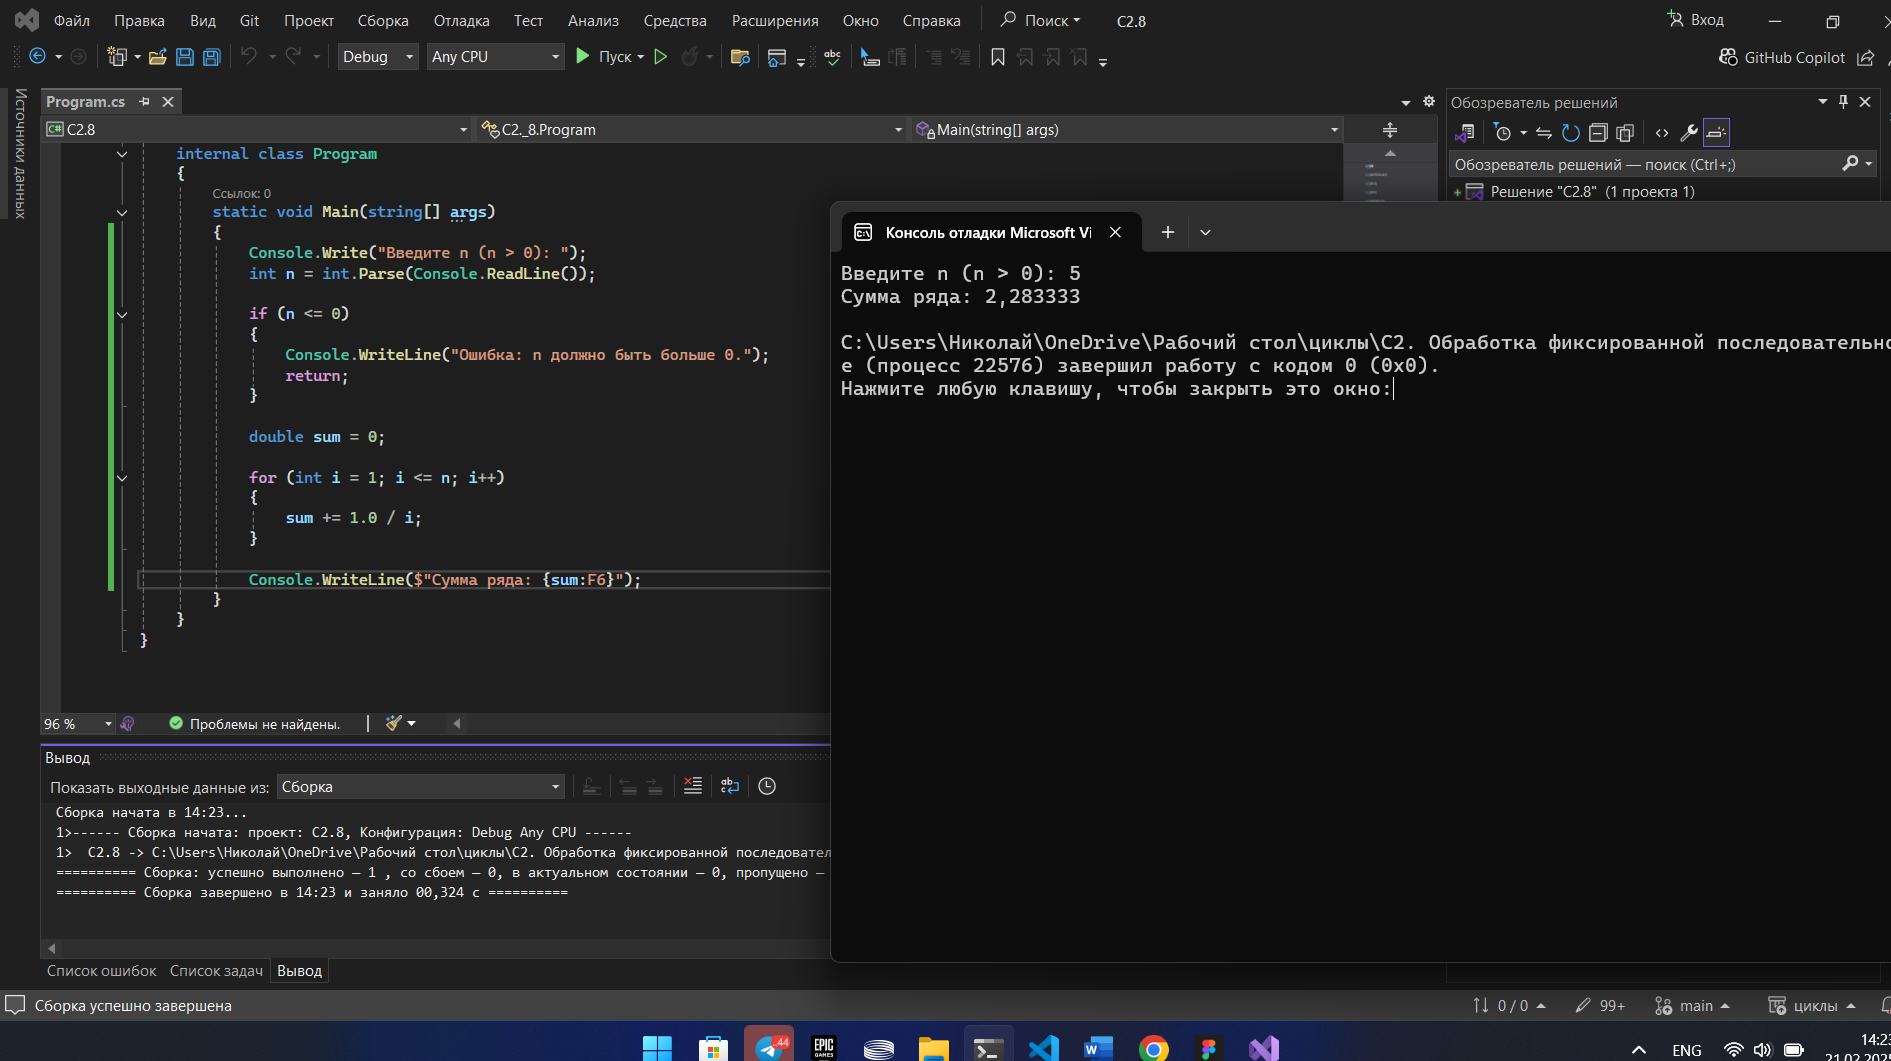 Файл Правка Вид Git Проект Сборка Отладка Тест Анализ Средства Расширения Окно Справка Поиск C2.8 Вход
Debug Any CPU Пуск GitHub Copilot
Источники данных
Program.cs
C2.8 C2._8.Program Main(string[] args)
internal class Program
{
Ссылок: 0
static void Main(string[] args)
{
Console.Write("Введите n (n > 0): ");
int n = int.Parse(Console.ReadLine());
if (n <= 0)
{
Console.WriteLine("Ошибка: n должно быть больше 0.");
return;
}
double sum = 0;
for (int i = 1; i <= n; i++)
{
sum += 1.0 / i;
}
Console.WriteLine($"Сумма ряда: {sum:F6}");
}
}
}
96 % Проблемы не найдены.
Вывод
Показать выходные данные из: Сборка
Сборка начата в 14:23...
1>------ Сборка начата: проект: C2.8, Конфигурация: Debug Any CPU ------
1>  C2.8 -> C:\Users\Николай\OneDrive\Рабочий стол\циклы\C2. Обработка фиксированной
========== Сборка: успешно выполнено – 1 , со сбоем – 0, в актуальном состоянии – 0, пропущено –
========== Сборка завершено в 14:23 и заняло 00,324 с ==========
Список ошибок Список задач Вывод
Обозреватель решений
Обозреватель решений — поиск (Ctrl+;)
Решение "C2.8" (1 проекта 1)
Консоль отладки Microsoft Vi
Введите n (n > 0): 5
Сумма ряда: 2,283333
C:\Users\Николай\OneDrive\Рабочий стол\циклы\C2. Обработка фиксированной
е (процесс 22576) завершил работу с кодом 0 (0x0).
Нажмите любую клавишу, чтобы закрыть это окно:
Сборка успешно завершена 0 / 0 99+ main циклы
..44 EPIC GAMES ENG